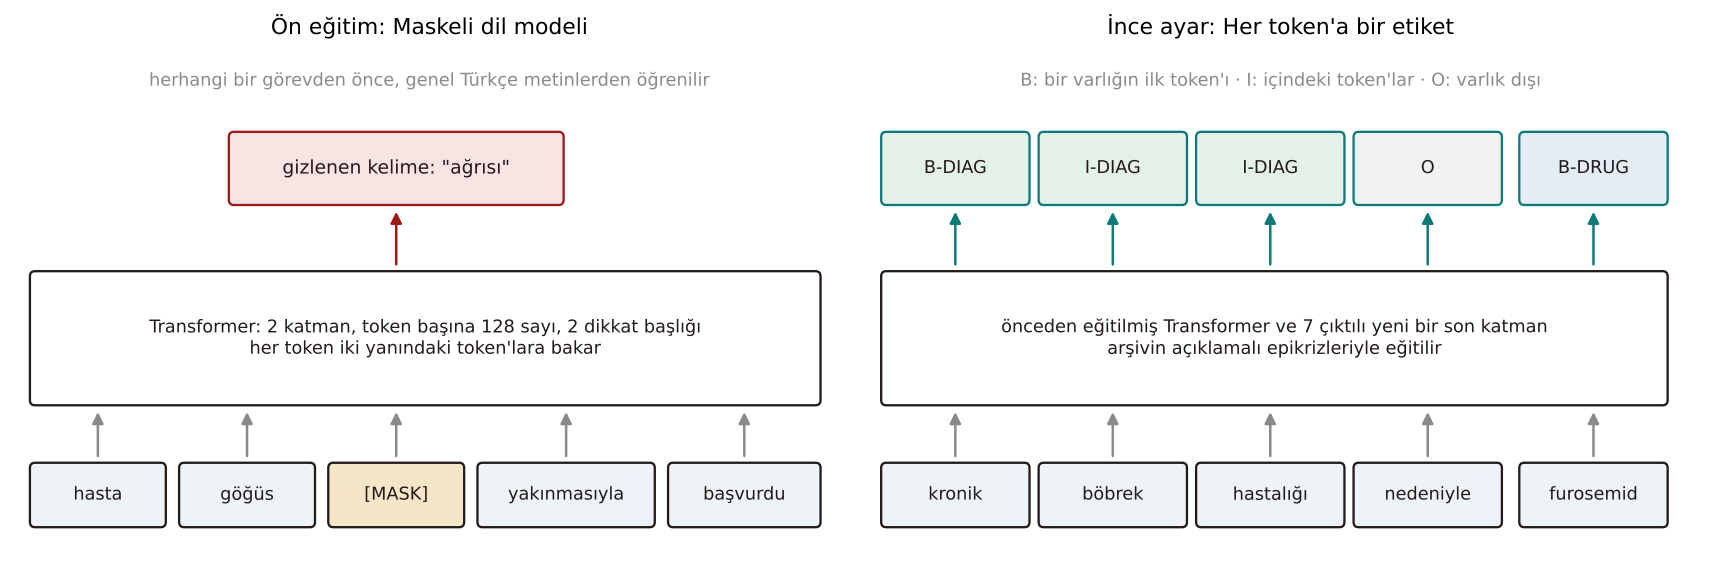 Ön eğitim: Maskeli dil modeli
herhangi bir görevden önce, genel Türkçe metinlerden öğrenilir
gizlenen kelime: "ağrısı"
Transformer: 2 katman, token başına 128 sayı, 2 dikkat başlığı
her token iki yanındaki token'lara bakar
hasta
göğüs
[MASK]
yakınmasıyla
başvurdu
İnce ayar: Her token'a bir etiket
B: bir varlığın ilk token'ı · I: içindeki token'lar · O: varlık dışı
B-DIAG
I-DIAG
I-DIAG
O
B-DRUG
önceden eğitilmiş Transformer ve 7 çıktılı yeni bir son katman
arşivin açıklamalı epikrizleriyle eğitilir
kronik
böbrek
hastalığı
nedeniyle
furosemid